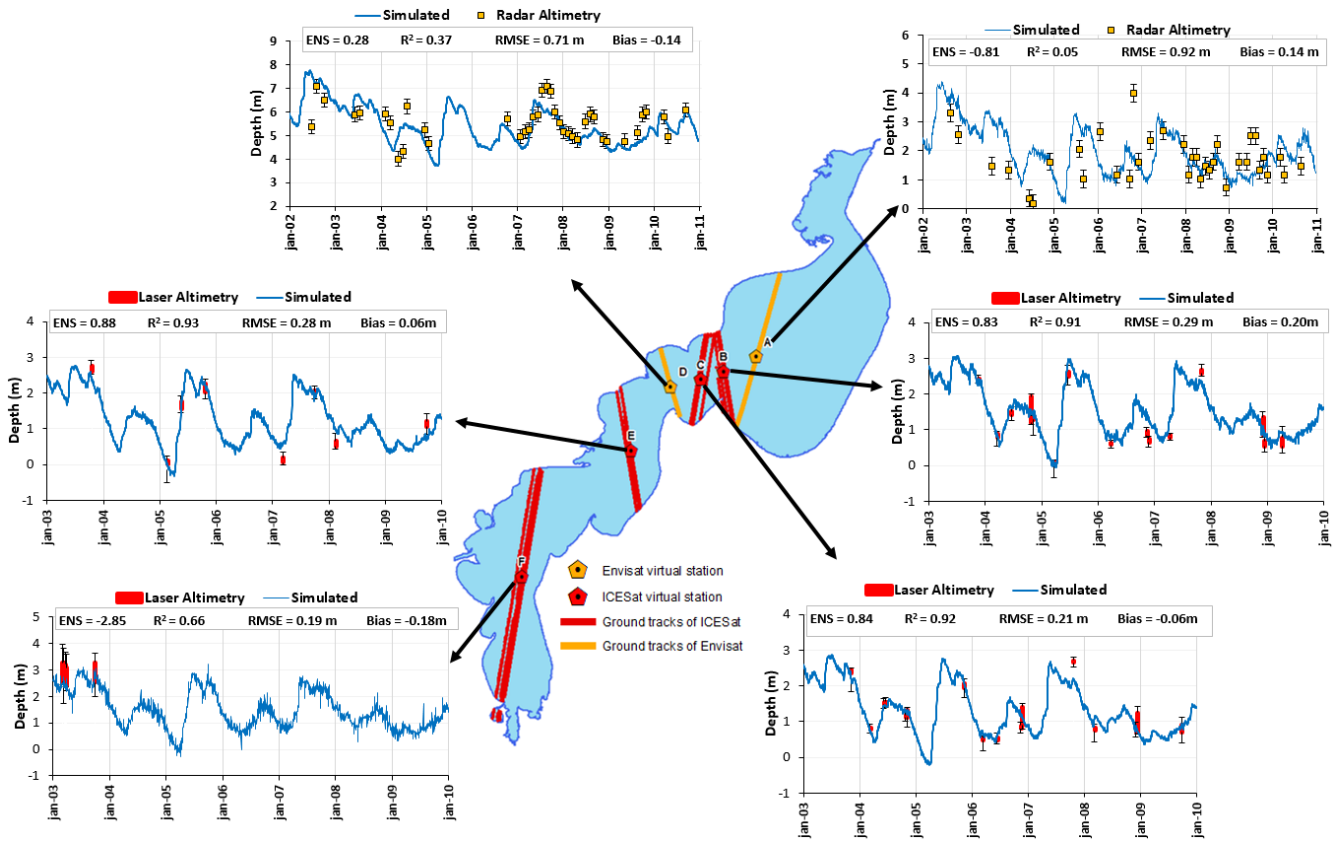 Simulated Radar Altimetry
ENS = 0.28 R² = 0.37 RMSE = 0.71 m Bias = -0.14
Depth (m)
9
8
7
6
5
4
3
2
jan-02 jan-03 jan-04 jan-05 jan-06 jan-07 jan-08 jan-09 jan-10 jan-11
Simulated Radar Altimetry
ENS = -0.81 R² = 0.05 RMSE = 0.92 m Bias = 0.14 m
Depth (m)
6
5
4
3
2
1
0
jan-02 jan-03 jan-04 jan-05 jan-06 jan-07 jan-08 jan-09 jan-10 jan-11
Laser Altimetry Simulated
ENS = 0.88 R² = 0.93 RMSE = 0.28 m Bias = 0.06m
Depth (m)
4
3
2
1
0
-1
jan-03 jan-04 jan-05 jan-06 jan-07 jan-08 jan-09 jan-10
A
B
C
D
E
F
Laser Altimetry Simulated
ENS = 0.83 R² = 0.91 RMSE = 0.29 m Bias = 0.20m
Depth (m)
4
3
2
1
0
-1
jan-03 jan-04 jan-05 jan-06 jan-07 jan-08 jan-09 jan-10
Envisat virtual station
ICESat virtual station
Ground tracks of ICESat
Ground tracks of Envisat
Laser Altimetry Simulated
ENS = -2.85 R² = 0.66 RMSE = 0.19 m Bias = -0.18m
Depth (m)
5
4
3
2
1
0
-1
jan-03 jan-04 jan-05 jan-06 jan-07 jan-08 jan-09 jan-10
Laser Altimetry Simulated
ENS = 0.84 R² = 0.92 RMSE = 0.21 m Bias = -0.06m
Depth (m)
4
3
2
1
0
-1
jan-03 jan-04 jan-05 jan-06 jan-07 jan-08 jan-09 jan-10